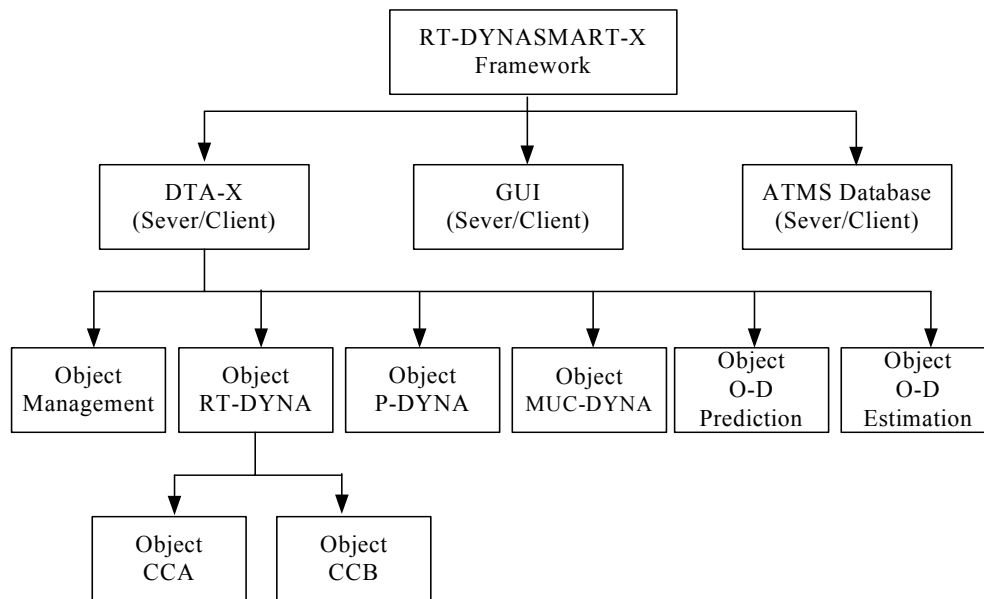 RT-DYNASMART-X
Framework
DTA-X
(Sever/Client)
GUI
(Sever/Client)
ATMS Database
(Sever/Client)
Object
Management
Object
RT-DYNA
Object
P-DYNA
Object
MUC-DYNA
Object
O-D
Prediction
Object
O-D
Estimation
Object
CCA
Object
CCB